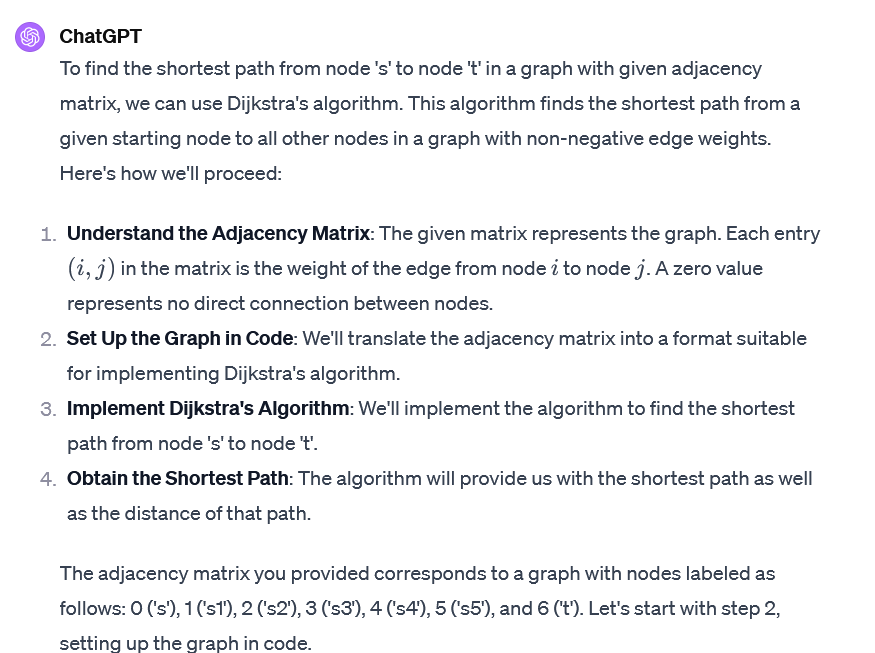 ChatGPT
To find the shortest path from node 's' to node 't' in a graph with given adjacency
matrix, we can use Dijkstra's algorithm. This algorithm finds the shortest path from a
given starting node to all other nodes in a graph with non-negative edge weights.
Here's how we'll proceed:
1. Understand the Adjacency Matrix: The given matrix represents the graph. Each entry
(i, j) in the matrix is the weight of the edge from node i to node j. A zero value
represents no direct connection between nodes.
2. Set Up the Graph in Code: We'll translate the adjacency matrix into a format suitable
for implementing Dijkstra's algorithm.
3. Implement Dijkstra's Algorithm: We'll implement the algorithm to find the shortest
path from node 's' to node 't'.
4. Obtain the Shortest Path: The algorithm will provide us with the shortest path as well
as the distance of that path.
The adjacency matrix you provided corresponds to a graph with nodes labeled as
follows: 0 ('s'), 1 ('s1'), 2 ('s2'), 3 ('s3'), 4 ('s4'), 5 ('s5'), and 6 ('t'). Let's start with step 2,
setting up the graph in code.